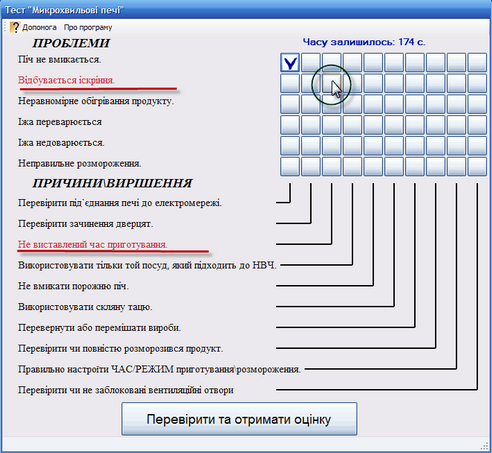 Тест "Микрохвильові печі"
Допомога Про програму
ПРОБЛЕМИ
Часу залишилось: 174 с.
Піч не вмикається.
Відбувається іскріння.
Неравномірне обігрівання продукту.
Їжа переварюється
Їжа недоварюється.
Неправильне розмороження.
ПРИЧИНИ\ВИРІШЕННЯ
Перевірити під`єднання печі до електромережі.
Перевірити зачинення дверцят.
Не виставлений час приготування.
Використовувати тільки той посуд, який підходить до НВЧ.
Не вмикати порожню піч.
Використовувати скляну тацю.
Перевернути або перемішати вироби.
Перевірити чи повністю розморозився продукт.
Правильно настроїти ЧАС/РЕЖИМ приготування\розмороження.
Перевірити чи не заблоковані вентиляційні отвори
Перевірити та отримати оцінку